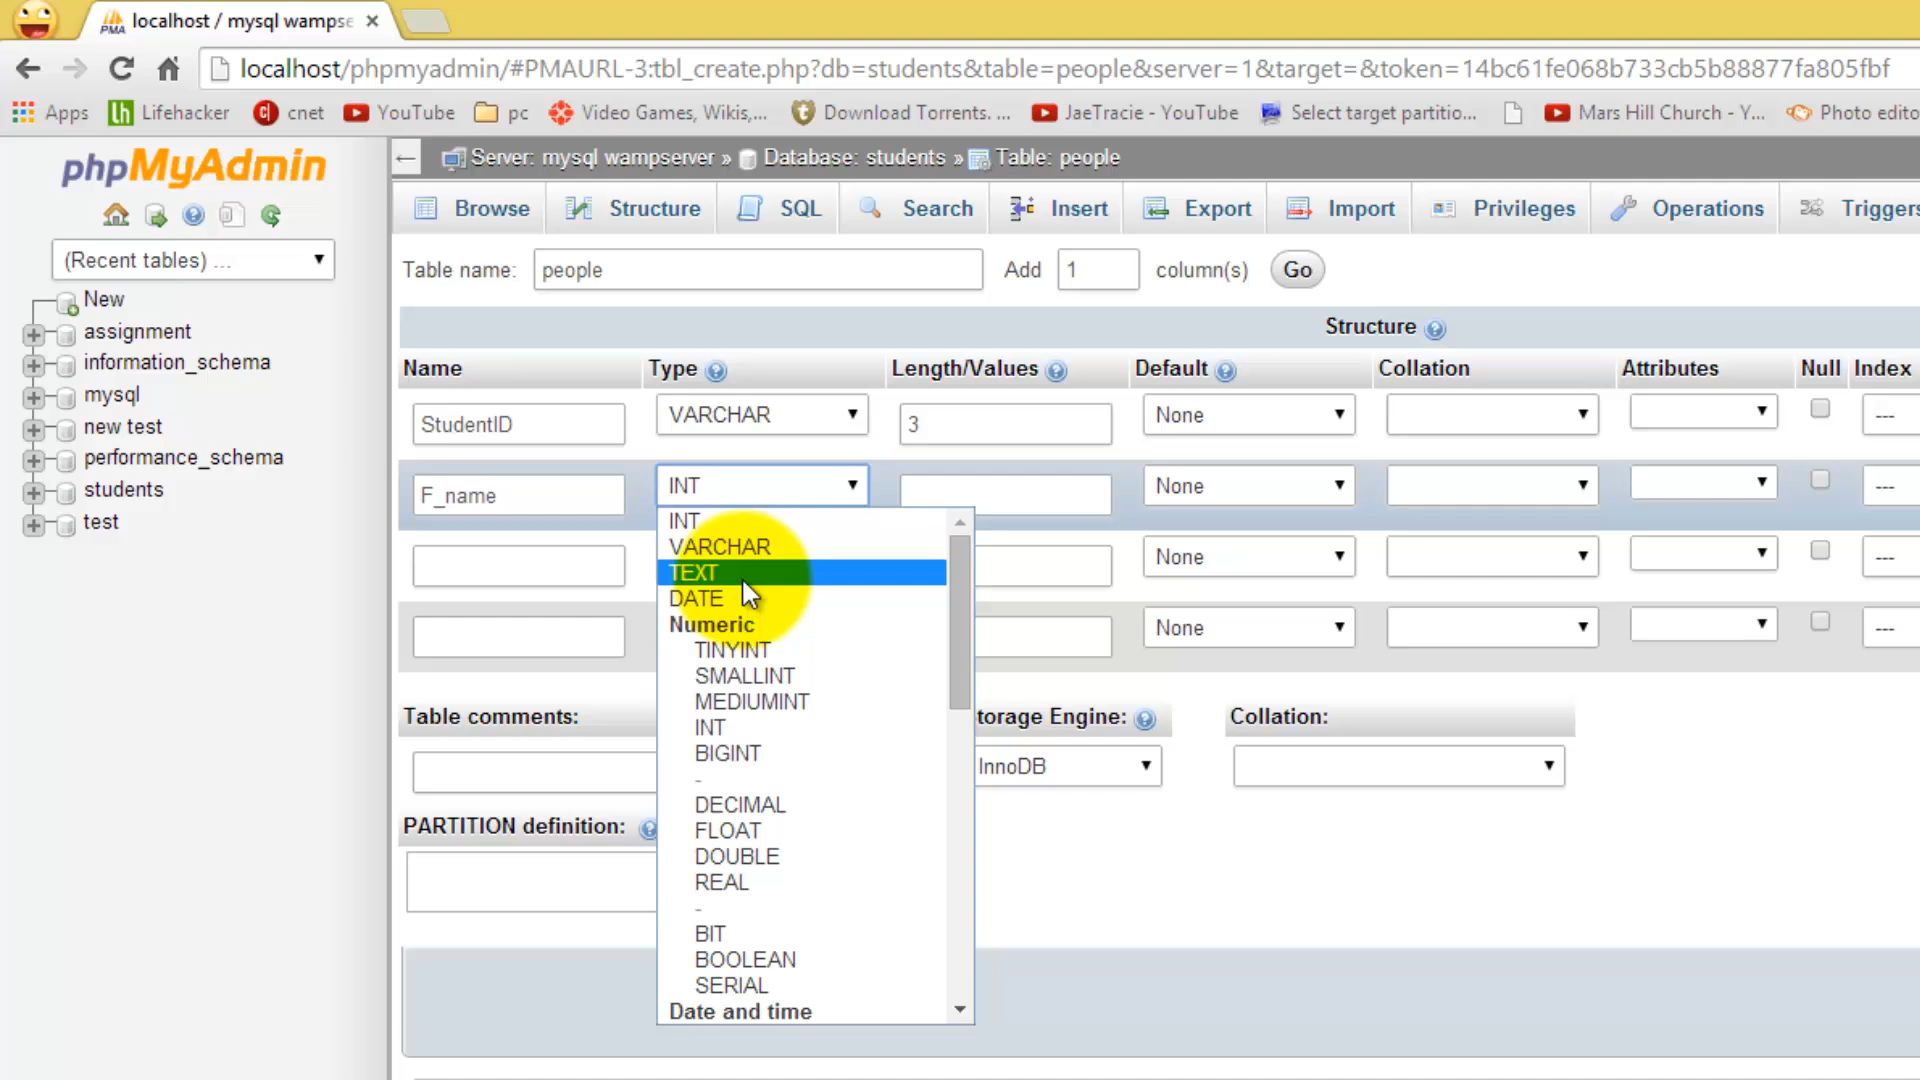 localhost / mysql wampse
localhost/phpmyadmin/#PMAURL-3:tbl_create.php?db=students&table=people&server=1&target=&token=14bc61fe068b733cb5b88877fa805fbf
Apps Lifehacker cnet YouTube pc Video Games, Wikis,... Download Torrents. ... JaeTracie - YouTube Select target partitio... Mars Hill Church - Y... Photo edito
phpMyAdmin
(Recent tables) ...
New
assignment
information_schema
mysql
new test
performance_schema
students
test
Server: mysql wampserver » Database: students » Table: people
Browse Structure SQL Search Insert Export Import Privileges Operations Triggers
Table name: people Add 1 column(s) Go
Structure
Name Type Length/Values Default Collation Attributes Null Index
StudentID VARCHAR 3 None ---
F_name INT None ---
None ---
None ---
INT
VARCHAR
TEXT
DATE
Numeric
TINYINT
SMALLINT
MEDIUMINT
INT
BIGINT
-
DECIMAL
FLOAT
DOUBLE
REAL
-
BIT
BOOLEAN
SERIAL
Date and time
Table comments: torage Engine: Collation:
InnoDB
PARTITION definition: